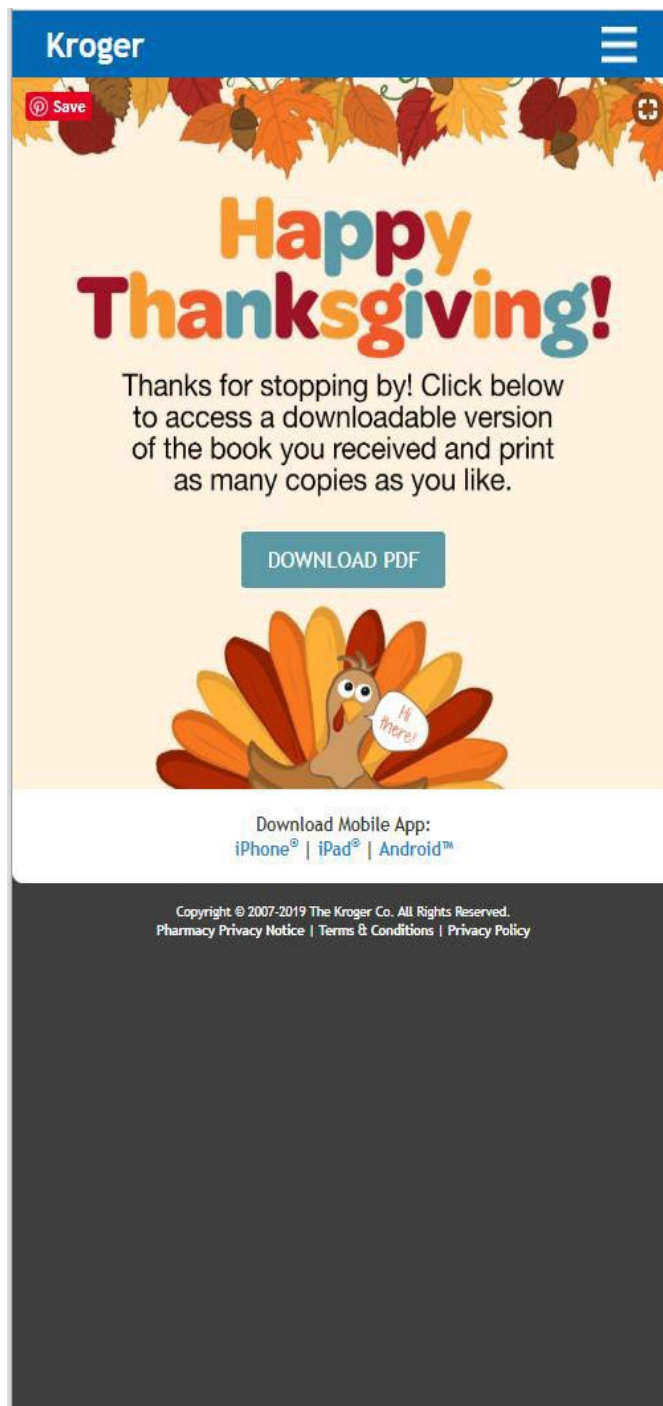 Kroger
Save
Happy
Thanksgiving!
Thanks for stopping by! Click below
to access a downloadable version
of the book you received and print
as many copies as you like.
DOWNLOAD PDF
Hi
there!
Download Mobile App:
iPhone® | iPad® | Android™
Copyright © 2007-2019 The Kroger Co. All Rights Reserved.
Pharmacy Privacy Notice | Terms & Conditions | Privacy Policy